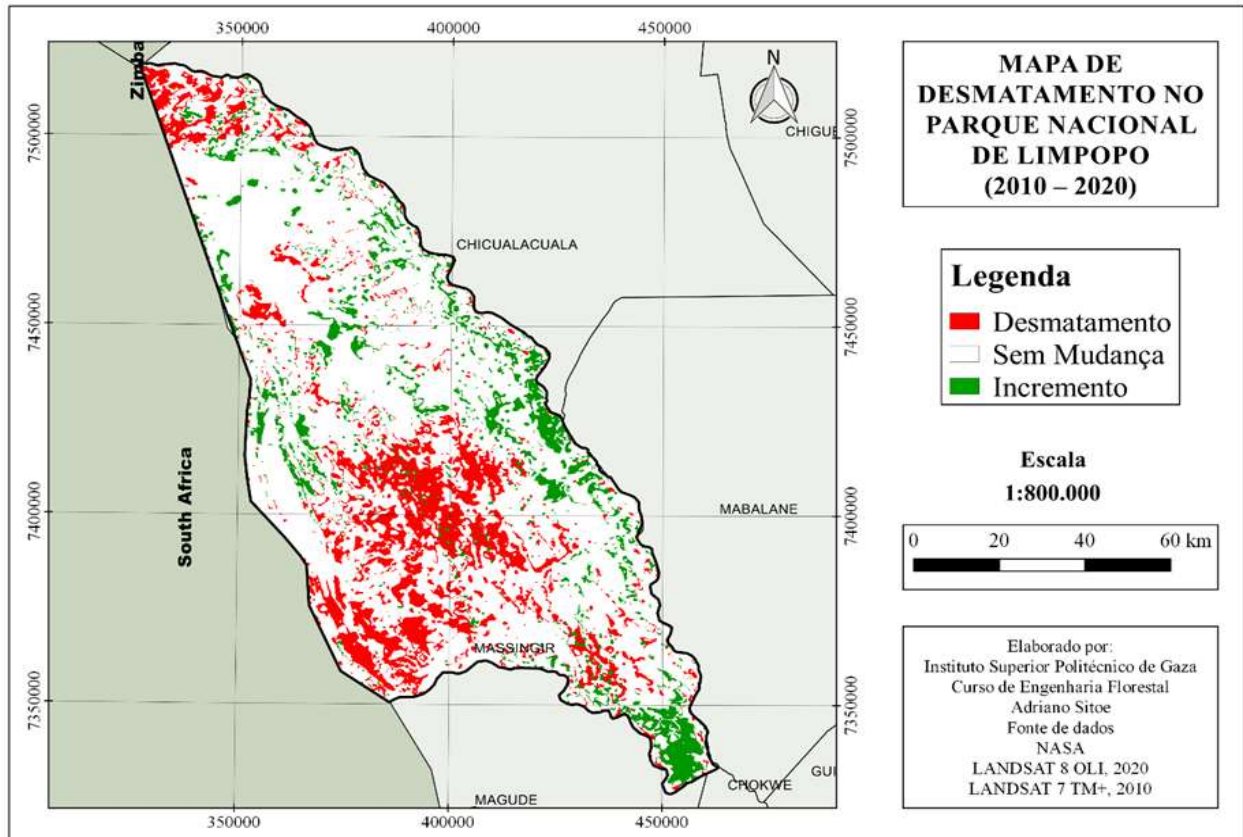 350000
400000
450000
Zimba
N
CHIGUE
7500000
7500000
CHICUALACUALA
7450000
7450000
South Africa
MABALANE
7400000
7400000
MASSINGIR
7350000
7350000
MAGUDE
CHOKWE
GUI
350000
400000
450000
MAPA DE
DESMATAMENTO NO
PARQUE NACIONAL
DE LIMPOPO
(2010 – 2020)
Legenda
Desmatamento
Sem Mudança
Incremento
Escala
1:800.000
0 20 40 60 km
Elaborado por:
Instituto Superior Politécnico de Gaza
Curso de Engenharia Florestal
Adriano Sitoe
Fonte de dados
NASA
LANDSAT 8 OLI, 2020
LANDSAT 7 TM+, 2010